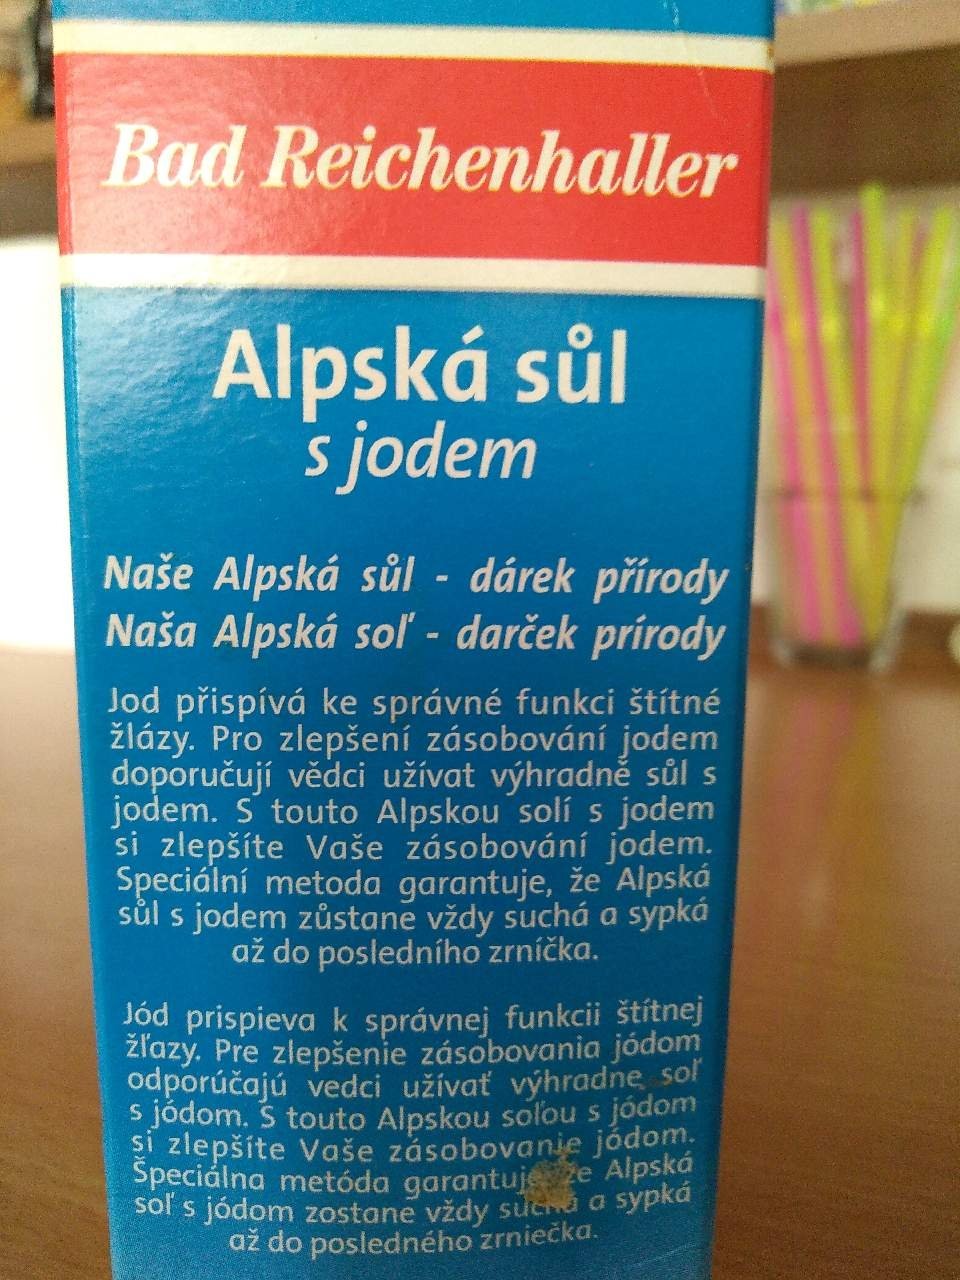 Bad Reichenhaller
Alpská sůl
s jodem
Naše Alpská sůl - dárek přírody
Naša Alpská soľ - darček prírody
Jod přispívá ke správné funkci štítné
žlázy. Pro zlepšení zásobování jodem
doporučují vědci užívat výhradně sůl s
jodem. S touto Alpskou solí s jodem
si zlepšíte Vaše zásobování jodem.
Speciální metoda garantuje, že Alpská
sůl s jodem zůstane vždy suchá a sypká
až do posledního zrníčka.
Jód prispieva k správnej funkcii štítnej
žľazy. Pre zlepšenie zásobovania jódom
odporúčajú vedci užívať výhradne soľ
s jódom. S touto Alpskou soľou s jódom
si zlepšíte Vaše zásobovanie jódom.
Špeciálna metóda garantuje, že Alpská
soľ s jódom zostane vždy suchá a sypká
až do posledného zrniečka.